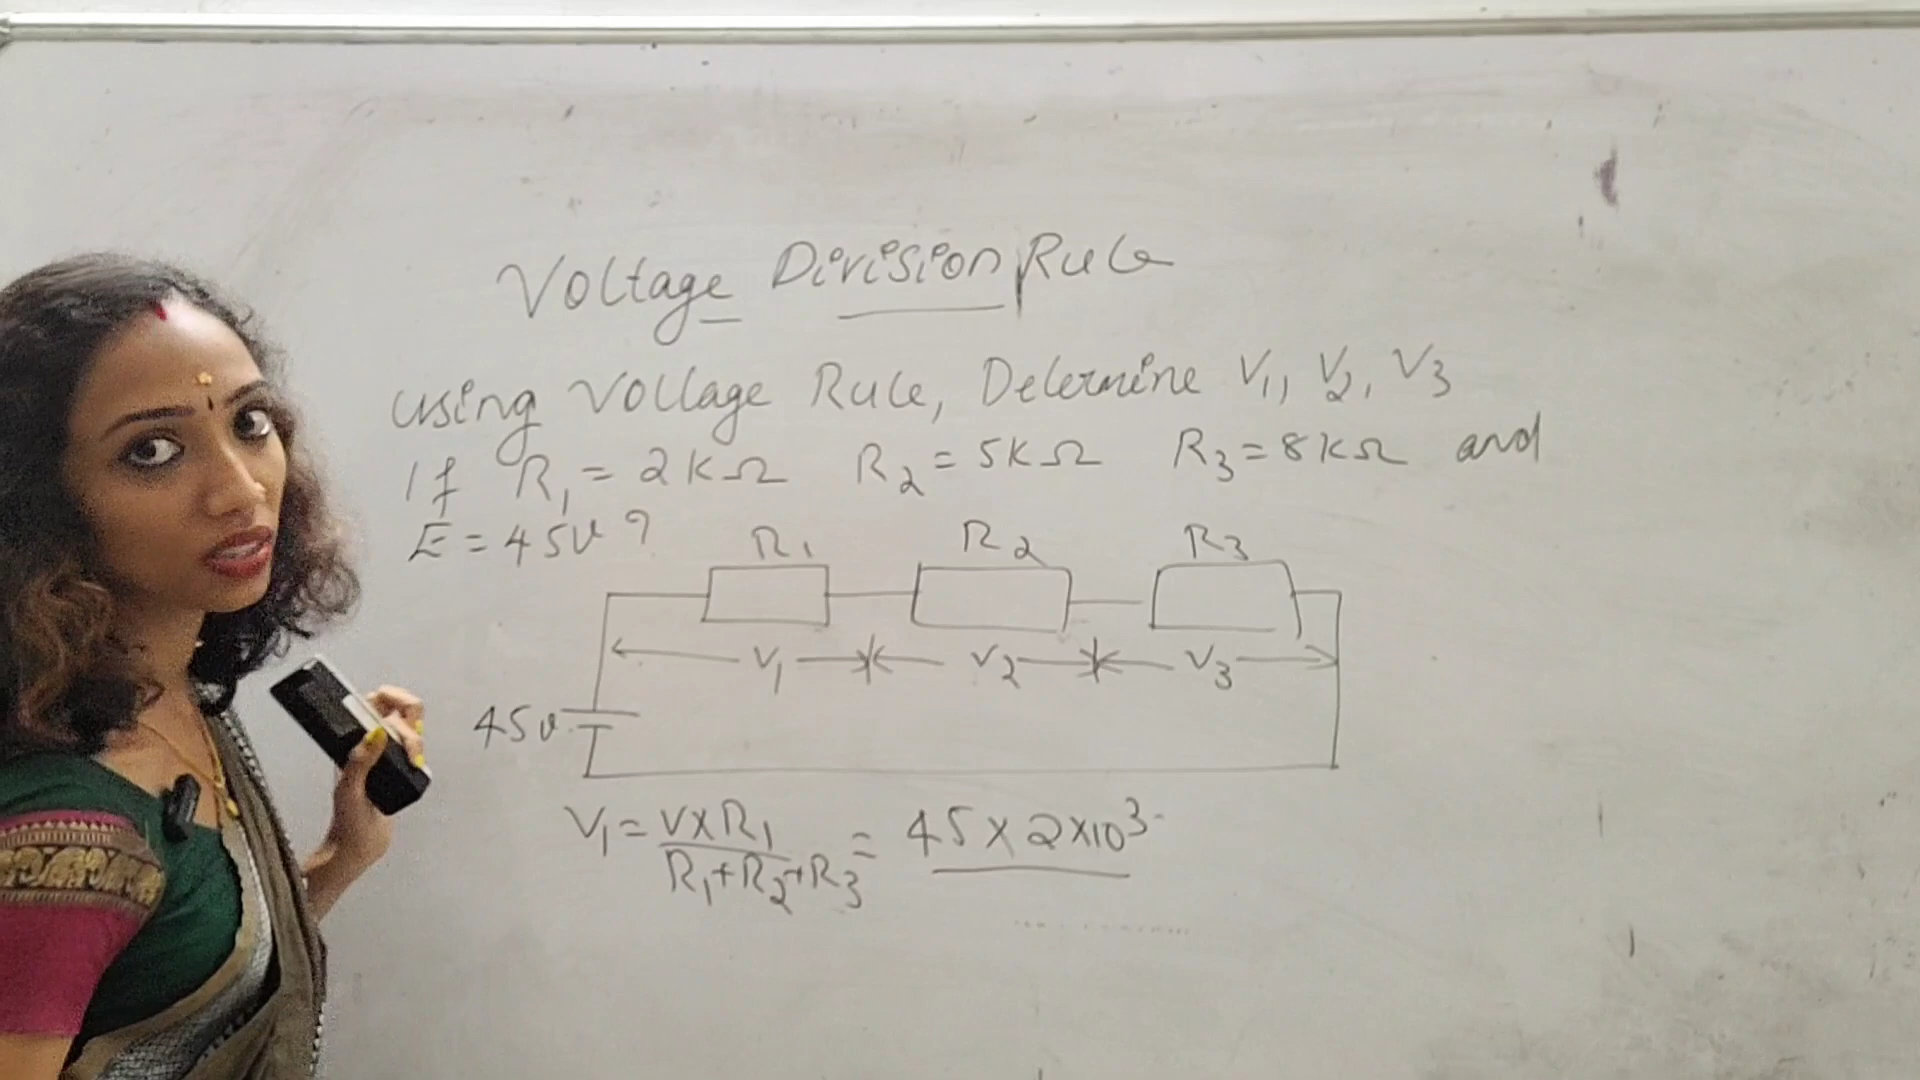 Voltage Division Rule
Using Voltage Rule, Determine V1, V2, V3
If R1 = 2KΩ R2 = 5KΩ R3 = 8KΩ and
E = 45v ?
R1 R2 R3
V1 V2 V3
45v
V1 = V×R1 / R1+R2+R3 = 45×2×10³